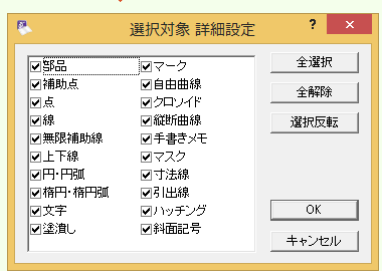 選択対象 詳細設定
?
×
部品
補助点
点
線
無限補助線
上下線
円・円弧
楕円・楕円弧
文字
塗潰し
マーク
自由曲線
クロソイド
縦断曲線
手書きメモ
マスク
寸法線
引出線
ハッチング
斜面記号
全選択
全解除
選択反転
OK
キャンセル